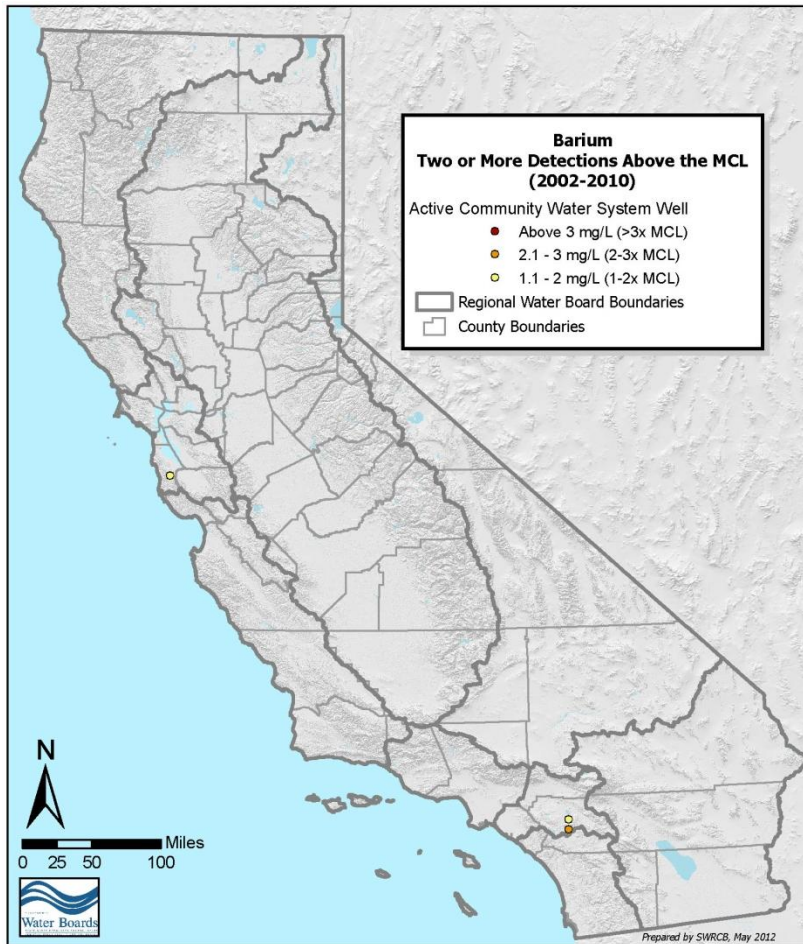 Barium
Two or More Detections Above the MCL
(2002-2010)
Active Community Water System Well
Above 3 mg/L (>3x MCL)
2.1 - 3 mg/L (2-3x MCL)
1.1 - 2 mg/L (1-2x MCL)
Regional Water Board Boundaries
County Boundaries
N
Miles
0 25 50 100
Water Boards
Prepared by SWRCB, May 2012